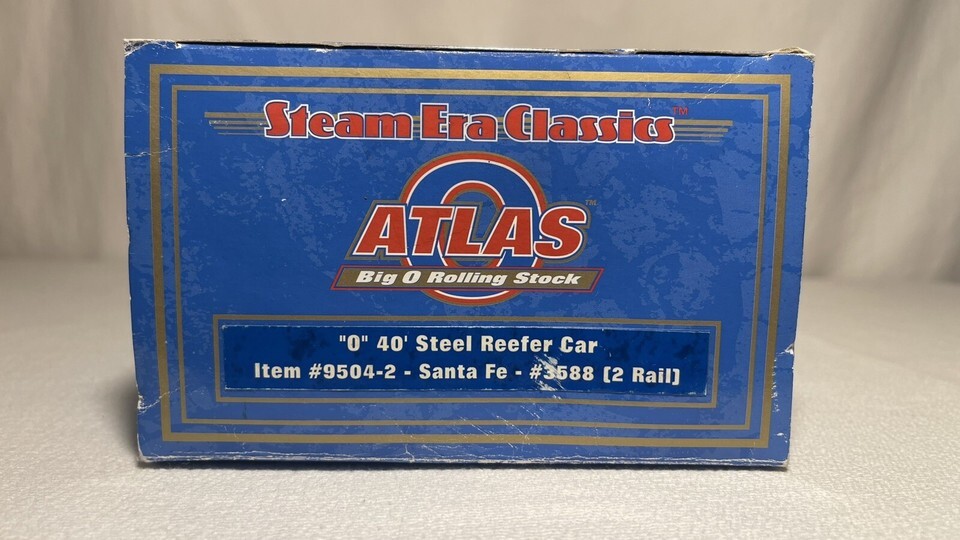 Steam Era Classics™
ATLAS™
Big O Rolling Stock
"O" 40' Steel Reefer Car
Item #9504-2 - Santa Fe - #3588 (2 Rail)